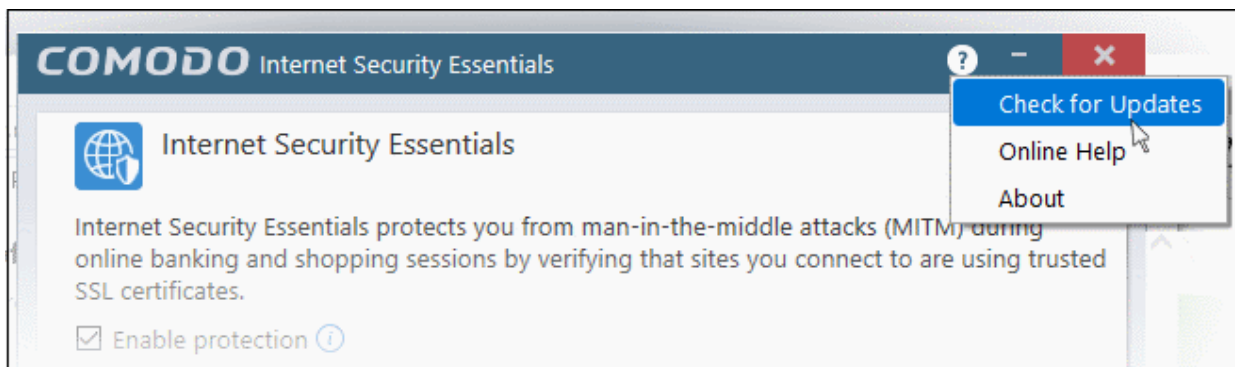 COMODO Internet Security Essentials
?
Check for Updates
Online Help
About
Internet Security Essentials
Internet Security Essentials protects you from man-in-the-middle attacks (MITM) during
online banking and shopping sessions by verifying that sites you connect to are using trusted
SSL certificates.
Enable protection